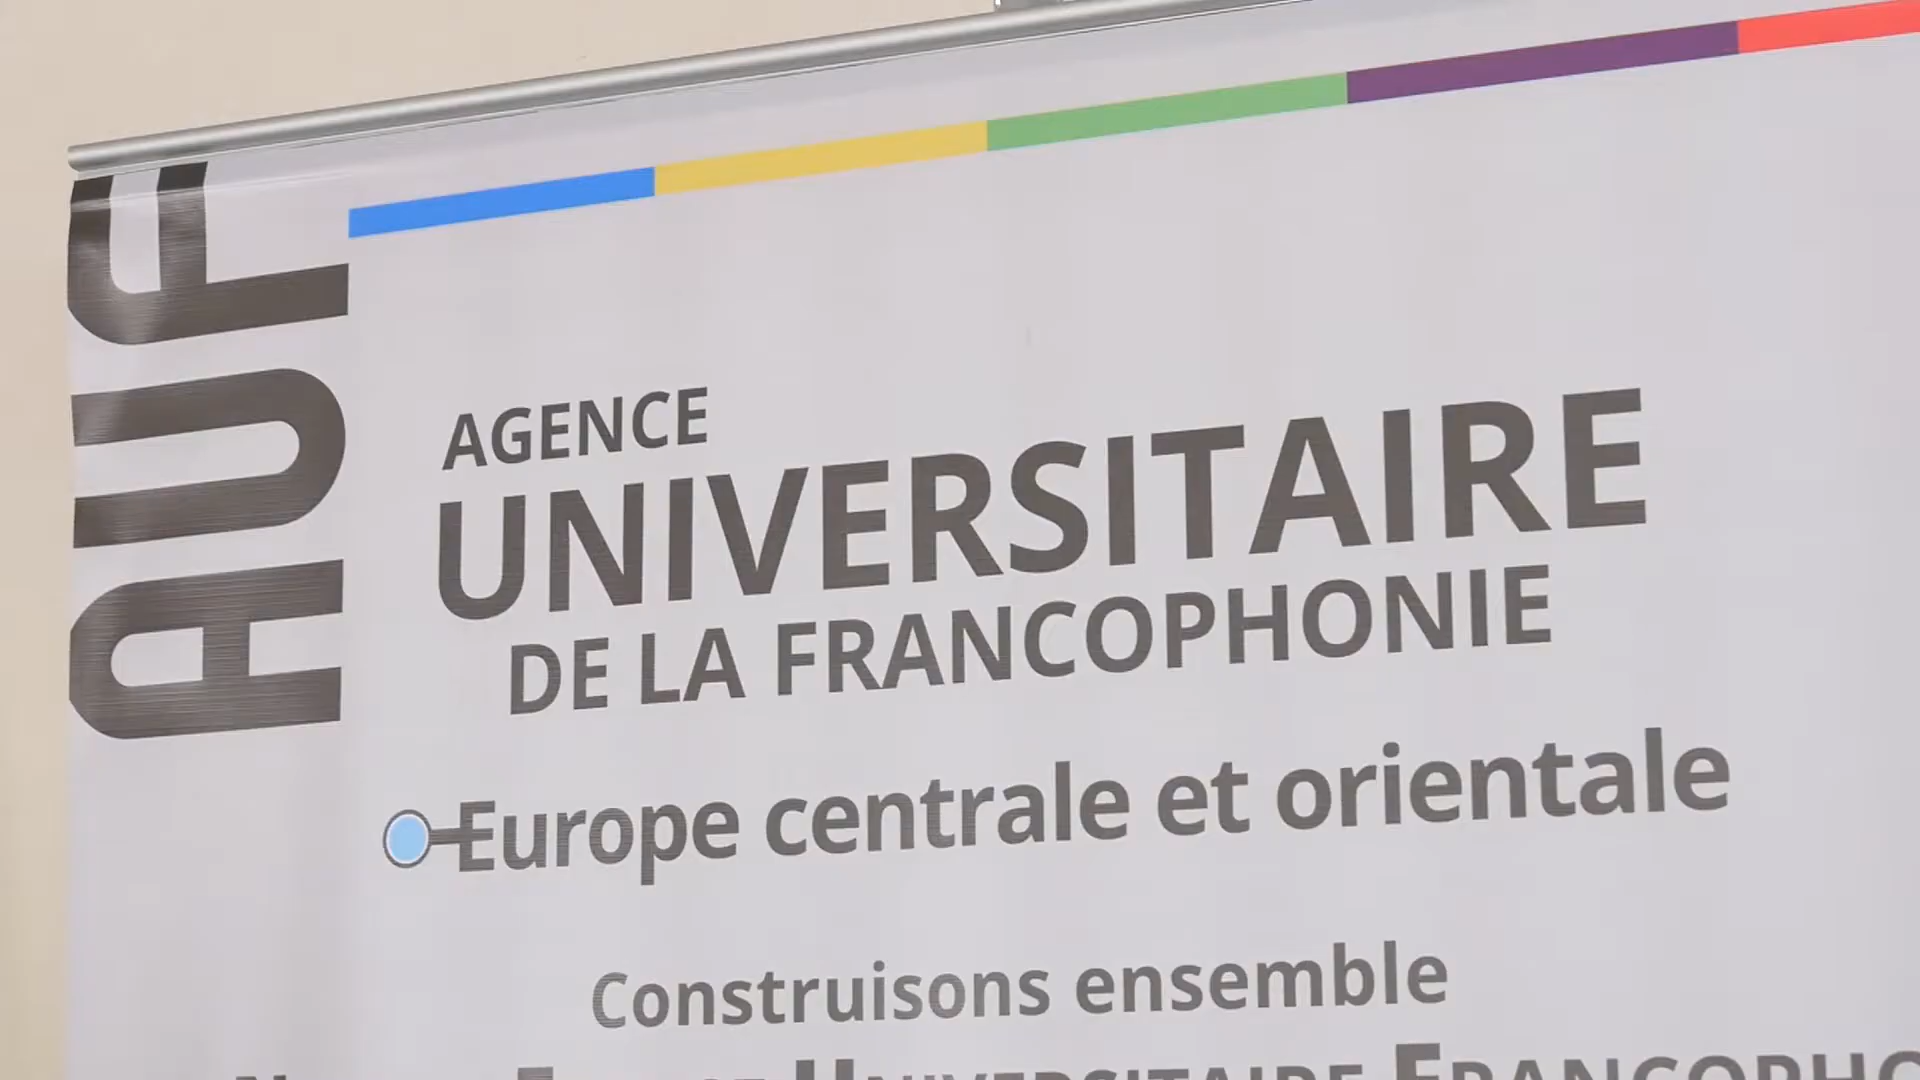 AUF
AGENCE
UNIVERSITAIRE
DE LA FRANCOPHONIE
Europe centrale et orientale
Construisons ensemble